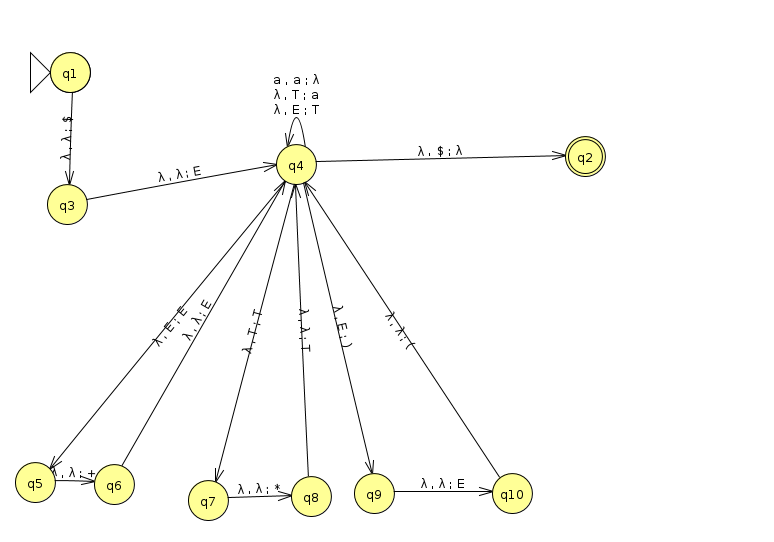 q1
a , a ; λ
λ , T ; a
λ , E ; T
λ , λ ; $
λ , $ ; λ
q4
q2
λ , λ ; E
q3
λ , E ; E
λ , λ ; E
λ , T ; T
λ , λ ; T
λ , E ; )
λ , λ ; (
λ , λ ; +
λ , λ ; *
λ , λ ; E
q5
q6
q7
q8
q9
q10